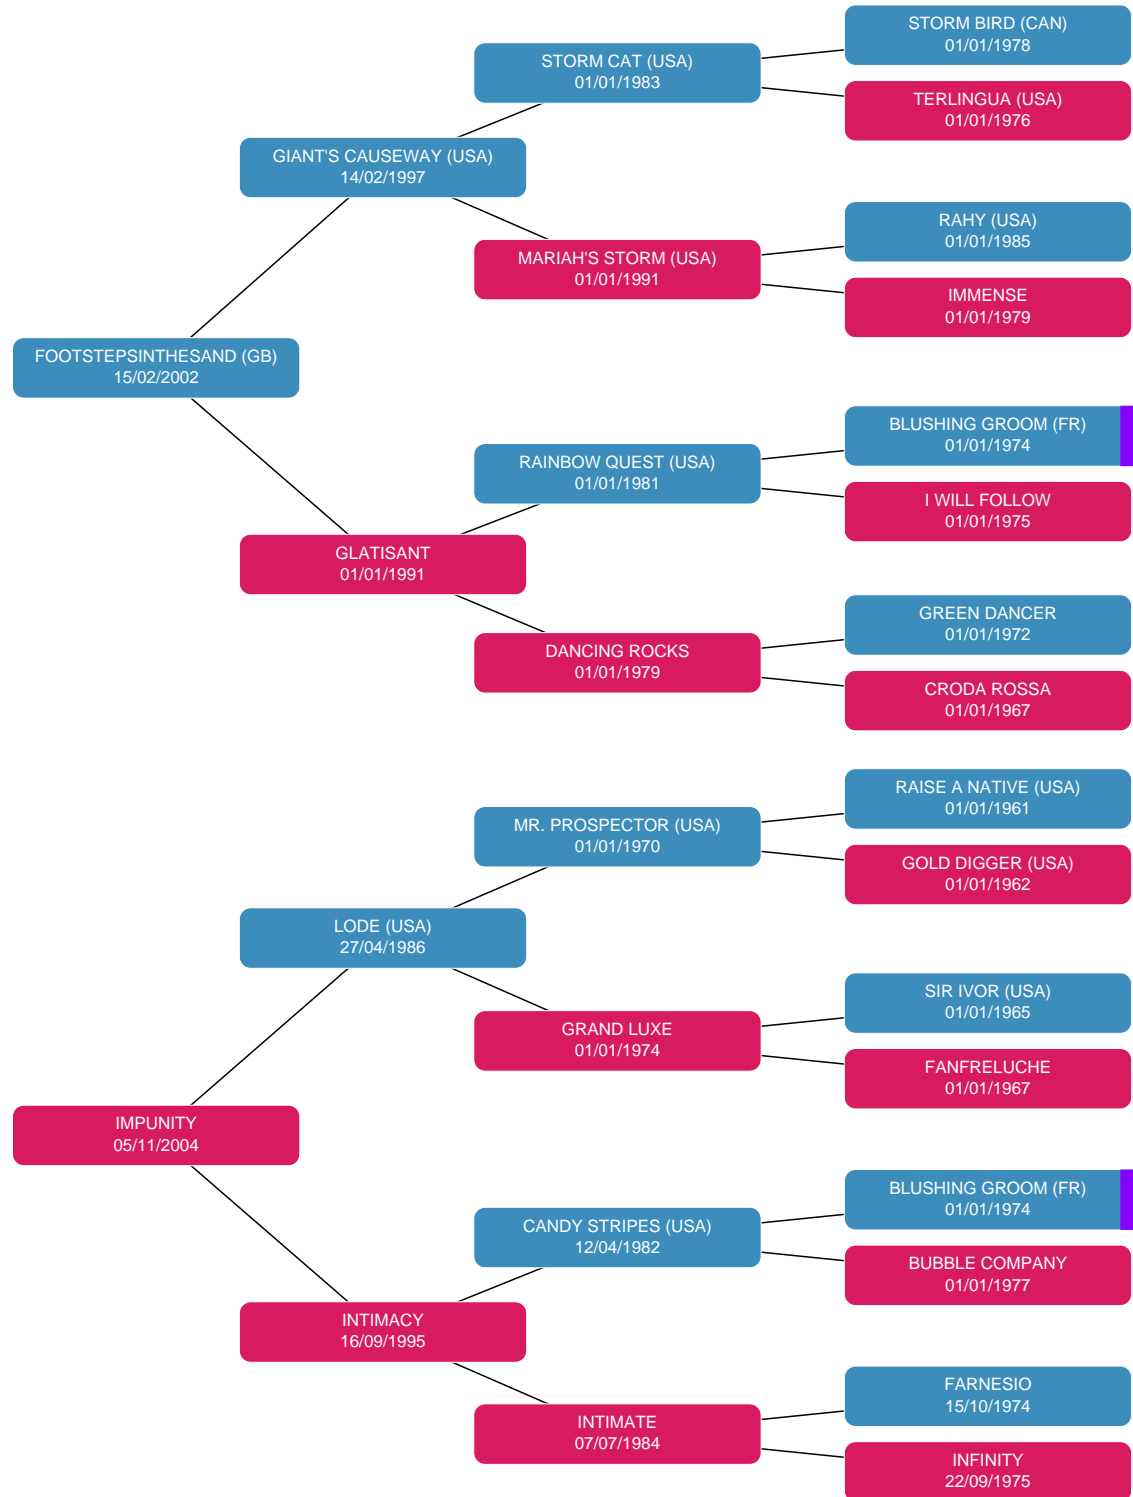 STORM BIRD (CAN)
01/01/1978
STORM CAT (USA)
01/01/1983
TERLINGUA (USA)
01/01/1976
GIANT'S CAUSEWAY (USA)
14/02/1997
RAHY (USA)
01/01/1985
MARIAH'S STORM (USA)
01/01/1991
IMMENSE
01/01/1979
FOOTSTEPSINTHESAND (GB)
15/02/2002
BLUSHING GROOM (FR)
01/01/1974
RAINBOW QUEST (USA)
01/01/1981
I WILL FOLLOW
01/01/1975
GLATISANT
01/01/1991
GREEN DANCER
01/01/1972
DANCING ROCKS
01/01/1979
CRODA ROSSA
01/01/1967
RAISE A NATIVE (USA)
01/01/1961
MR. PROSPECTOR (USA)
01/01/1970
GOLD DIGGER (USA)
01/01/1962
LODE (USA)
27/04/1986
SIR IVOR (USA)
01/01/1965
GRAND LUXE
01/01/1974
FANFRELUCHE
01/01/1967
IMPUNITY
05/11/2004
BLUSHING GROOM (FR)
01/01/1974
CANDY STRIPES (USA)
12/04/1982
BUBBLE COMPANY
01/01/1977
INTIMACY
16/09/1995
FARNESIO
15/10/1974
INTIMATE
07/07/1984
INFINITY
22/09/1975